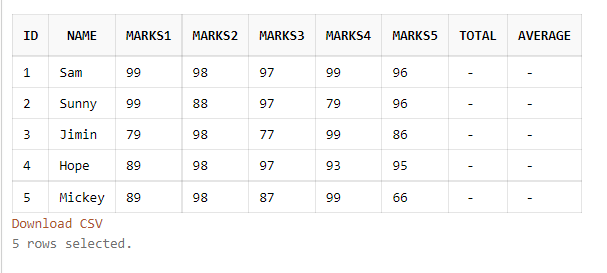 ID NAME MARKS1 MARKS2 MARKS3 MARKS4 MARKS5 TOTAL AVERAGE
1 Sam 99 98 97 99 96 - -
2 Sunny 99 88 97 79 96 - -
3 Jimin 79 98 77 99 86 - -
4 Hope 89 98 97 93 95 - -
5 Mickey 89 98 87 99 66 - -
Download CSV
5 rows selected.